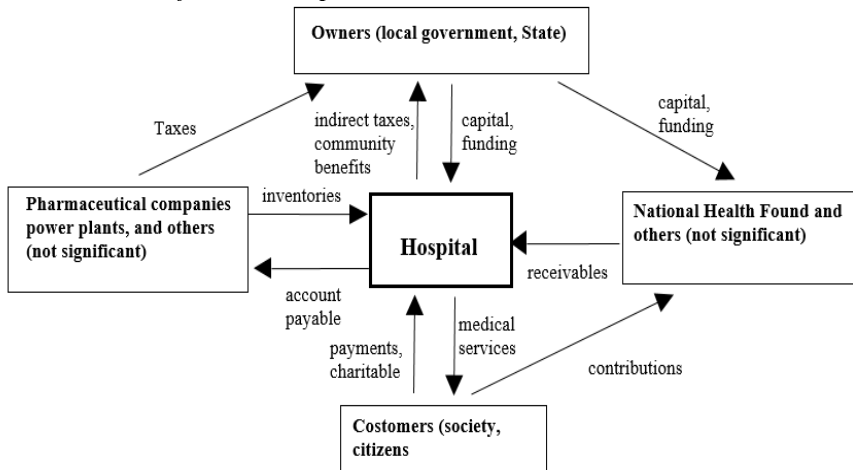 Owners (local government, State)
Taxes
indirect taxes,
community
benefits
capital,
funding
capital,
funding
Pharmaceutical companies
power plants, and others
(not significant)
inventories
Hospital
National Health Found and
others (not significant)
receivables
account
payable
payments,
charitable
medical
services
contributions
Costomers (society,
citizens